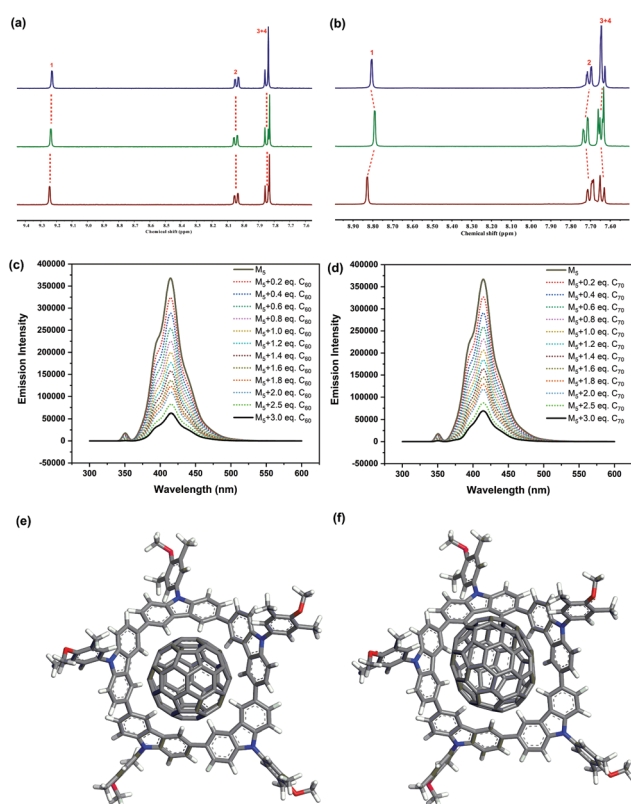 (a)
1
2
3+4
9.4 9.3 9.2 9.1 9.0 8.9 8.8 8.7 8.6 8.5 8.4 8.3 8.2 8.1 8.0 7.9 7.8 7.7 7.6
Chemical shift (ppm)
(b)
1
2
3+4
8.90 8.80 8.70 8.60 8.50 8.40 8.30 8.20 8.10 8.00 7.90 7.80 7.70 7.60
Chemical shift (ppm)
(c)
400000
350000
300000
250000
200000
150000
100000
50000
0
-50000
Emission Intensity
M₅
M₅+0.2 eq. C₆₀
M₅+0.4 eq. C₆₀
M₅+0.6 eq. C₆₀
M₅+0.8 eq. C₆₀
M₅+1.0 eq. C₆₀
M₅+1.2 eq. C₆₀
M₅+1.4 eq. C₆₀
M₅+1.6 eq. C₆₀
M₅+1.8 eq. C₆₀
M₅+2.0 eq. C₆₀
M₅+2.5 eq. C₆₀
M₅+3.0 eq. C₆₀
300 350 400 450 500 550 600
Wavelength (nm)
(d)
400000
350000
300000
250000
200000
150000
100000
50000
0
-50000
Emission Intensity
M₅
M₅+0.2 eq. C₇₀
M₅+0.4 eq. C₇₀
M₅+0.6 eq. C₇₀
M₅+0.8 eq. C₇₀
M₅+1.0 eq. C₇₀
M₅+1.2 eq. C₇₀
M₅+1.4 eq. C₇₀
M₅+1.6 eq. C₇₀
M₅+1.8 eq. C₇₀
M₅+2.0 eq. C₇₀
M₅+2.5 eq. C₇₀
M₅+3.0 eq. C₇₀
300 350 400 450 500 550 600
Wavelength (nm)
(e)
(f)